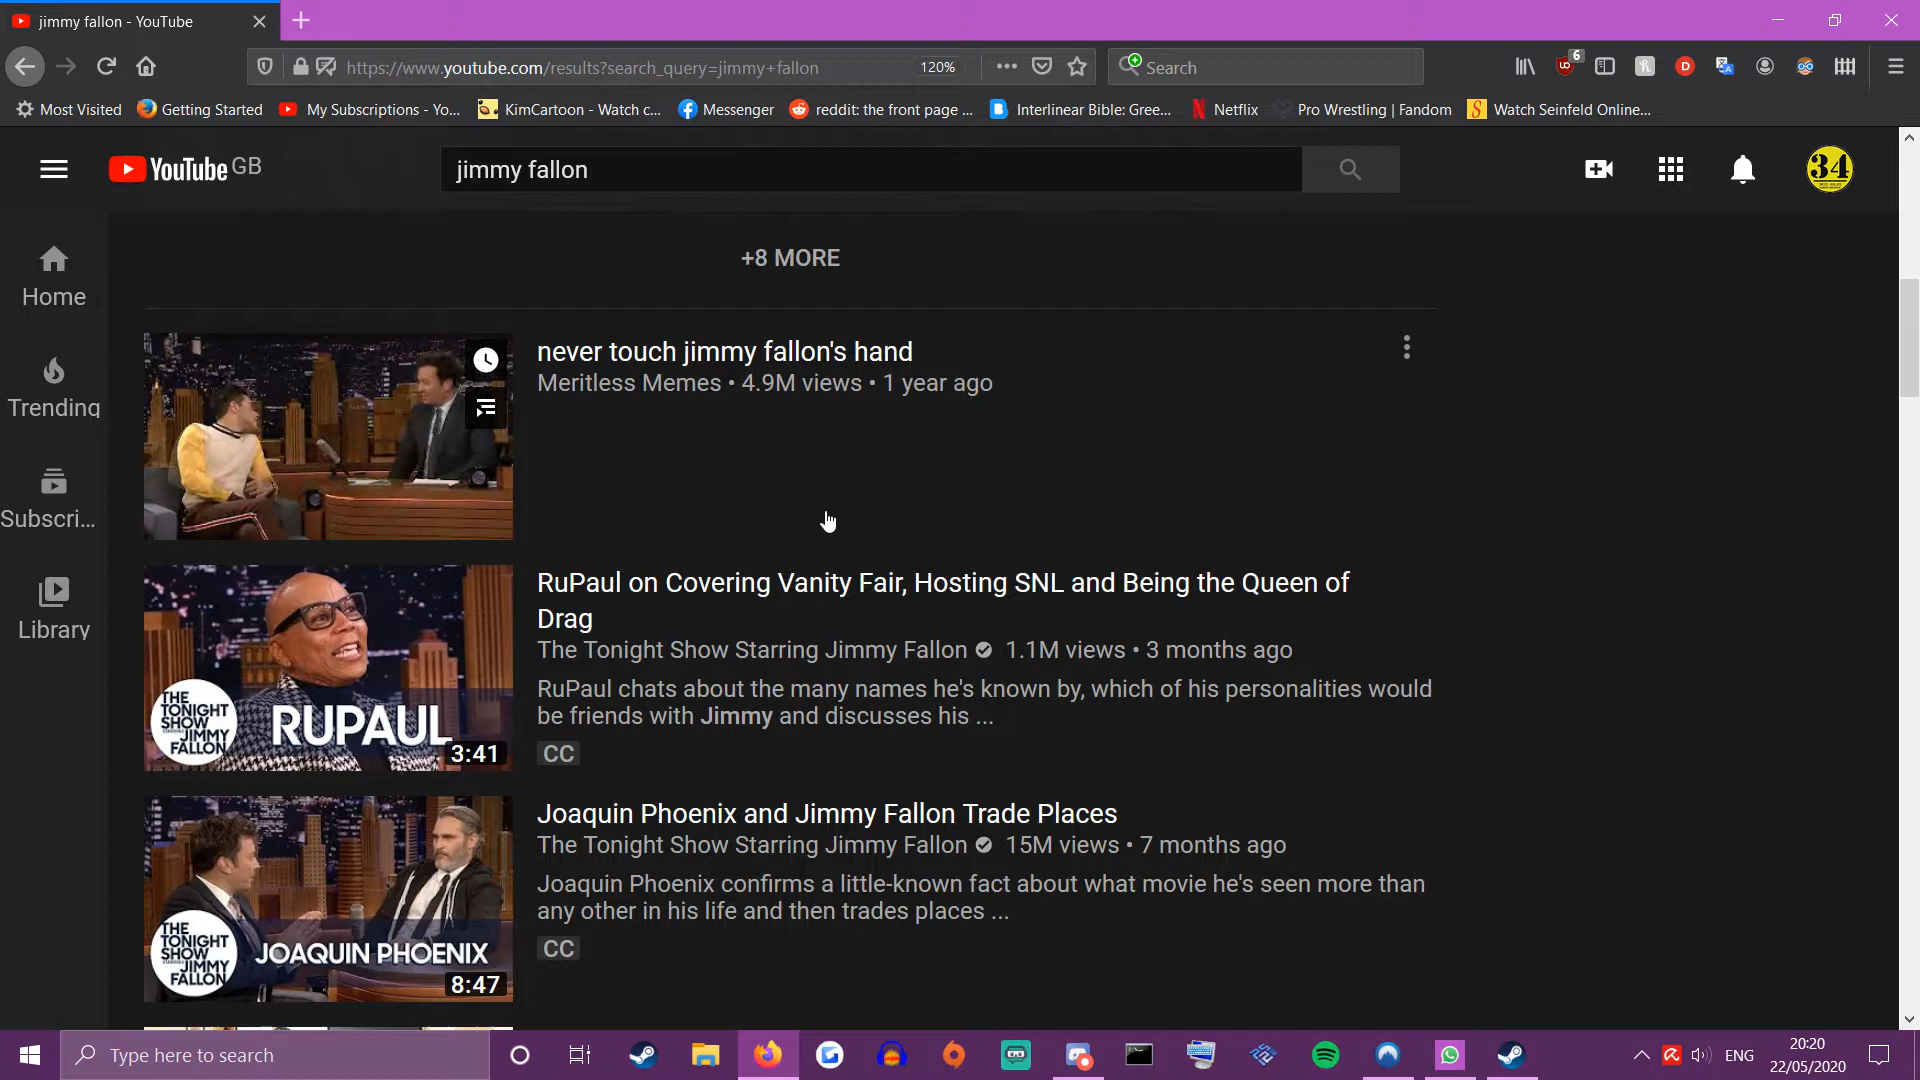 jimmy fallon - YouTube
https://www.youtube.com/results?search_query=jimmy+fallon
120%
Search
6
Most Visited
Getting Started
My Subscriptions - Yo...
KimCartoon - Watch c...
Messenger
reddit: the front page ...
Interlinear Bible: Gree...
Netflix
Pro Wrestling | Fandom
Watch Seinfeld Online...
YouTube GB
jimmy fallon
34
Home
Trending
Subscri...
Library
+8 MORE
never touch jimmy fallon's hand
Meritless Memes • 4.9M views • 1 year ago
RuPaul on Covering Vanity Fair, Hosting SNL and Being the Queen of
Drag
The Tonight Show Starring Jimmy Fallon 1.1M views • 3 months ago
RuPaul chats about the many names he's known by, which of his personalities would
be friends with Jimmy and discusses his ...
CC
THE
TONIGHT
SHOW
STARRING
JIMMY
FALLON
RUPAUL
3:41
Joaquin Phoenix and Jimmy Fallon Trade Places
The Tonight Show Starring Jimmy Fallon 15M views • 7 months ago
Joaquin Phoenix confirms a little-known fact about what movie he's seen more than
any other in his life and then trades places ...
CC
THE
TONIGHT
SHOW
STARRING
JIMMY
FALLON
JOAQUIN PHOENIX
8:47
Type here to search
ENG
20:20
22/05/2020